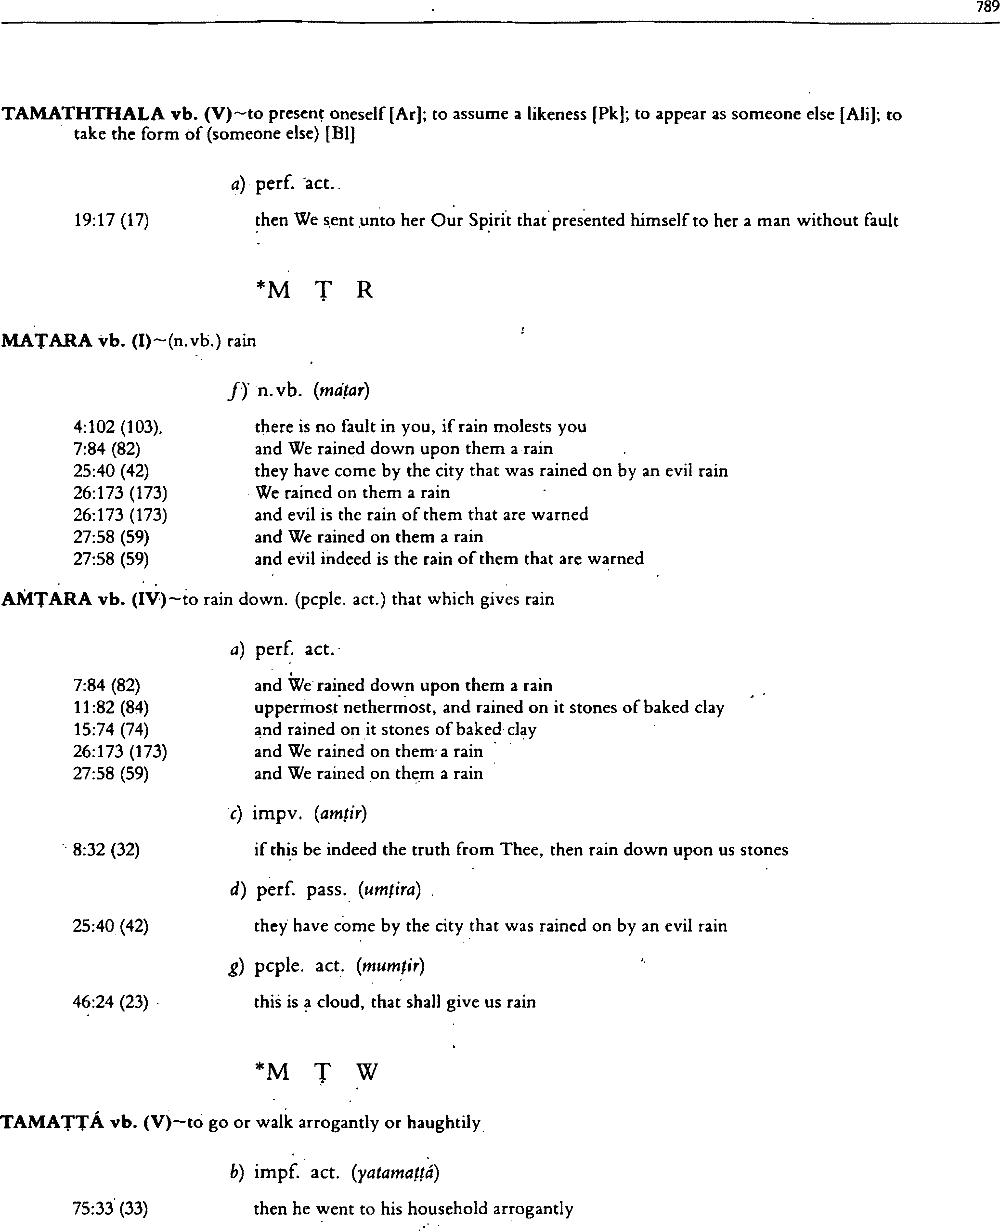 789
TAMATHTHALA vb. (V)~to present oneself [Ar]; to assume a likeness [Pk]; to appear as someone else [Ali]; to
take the form of (someone else) [Bl]
a) perf. act.
19:17 (17) then We sent unto her Our Spirit that presented himself to her a man without fault
*M Ṭ R
MAṬARA vb. (I)~(n.vb.) rain
f) n.vb. (maṭar)
4:102 (103) there is no fault in you, if rain molests you
7:84 (82) and We rained down upon them a rain
25:40 (42) they have come by the city that was rained on by an evil rain
26:173 (173) We rained on them a rain
26:173 (173) and evil is the rain of them that are warned
27:58 (59) and We rained on them a rain
27:58 (59) and evil indeed is the rain of them that are warned
AMṬARA vb. (IV)~to rain down. (pcple. act.) that which gives rain
a) perf. act.
7:84 (82) and We rained down upon them a rain
11:82 (84) uppermost nethermost, and rained on it stones of baked clay
15:74 (74) and rained on it stones of baked clay
26:173 (173) and We rained on them a rain
27:58 (59) and We rained on them a rain
c) impv. (amṭir)
8:32 (32) if this be indeed the truth from Thee, then rain down upon us stones
d) perf. pass. (umṭira)
25:40 (42) they have come by the city that was rained on by an evil rain
g) pcple. act. (mumṭir)
46:24 (23) this is a cloud, that shall give us rain
*M Ṭ W
TAMAṬṬÁ vb. (V)~to go or walk arrogantly or haughtily
b) impf. act. (yatamaṭṭá)
75:33 (33) then he went to his household arrogantly